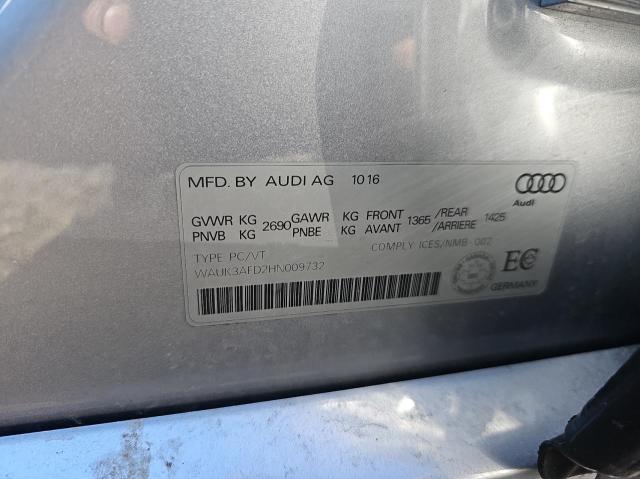 MFD. BY AUDI AG 10 16
Audi
GVWR KG 2690 GAWR KG FRONT 1365 /REAR 1425
PNVB KG PNBE KG AVANT /ARRIERE
TYPE PC/VT COMPLY ICES/NMB-002
WAUK3AFD2HN009732
EC
GERMANY